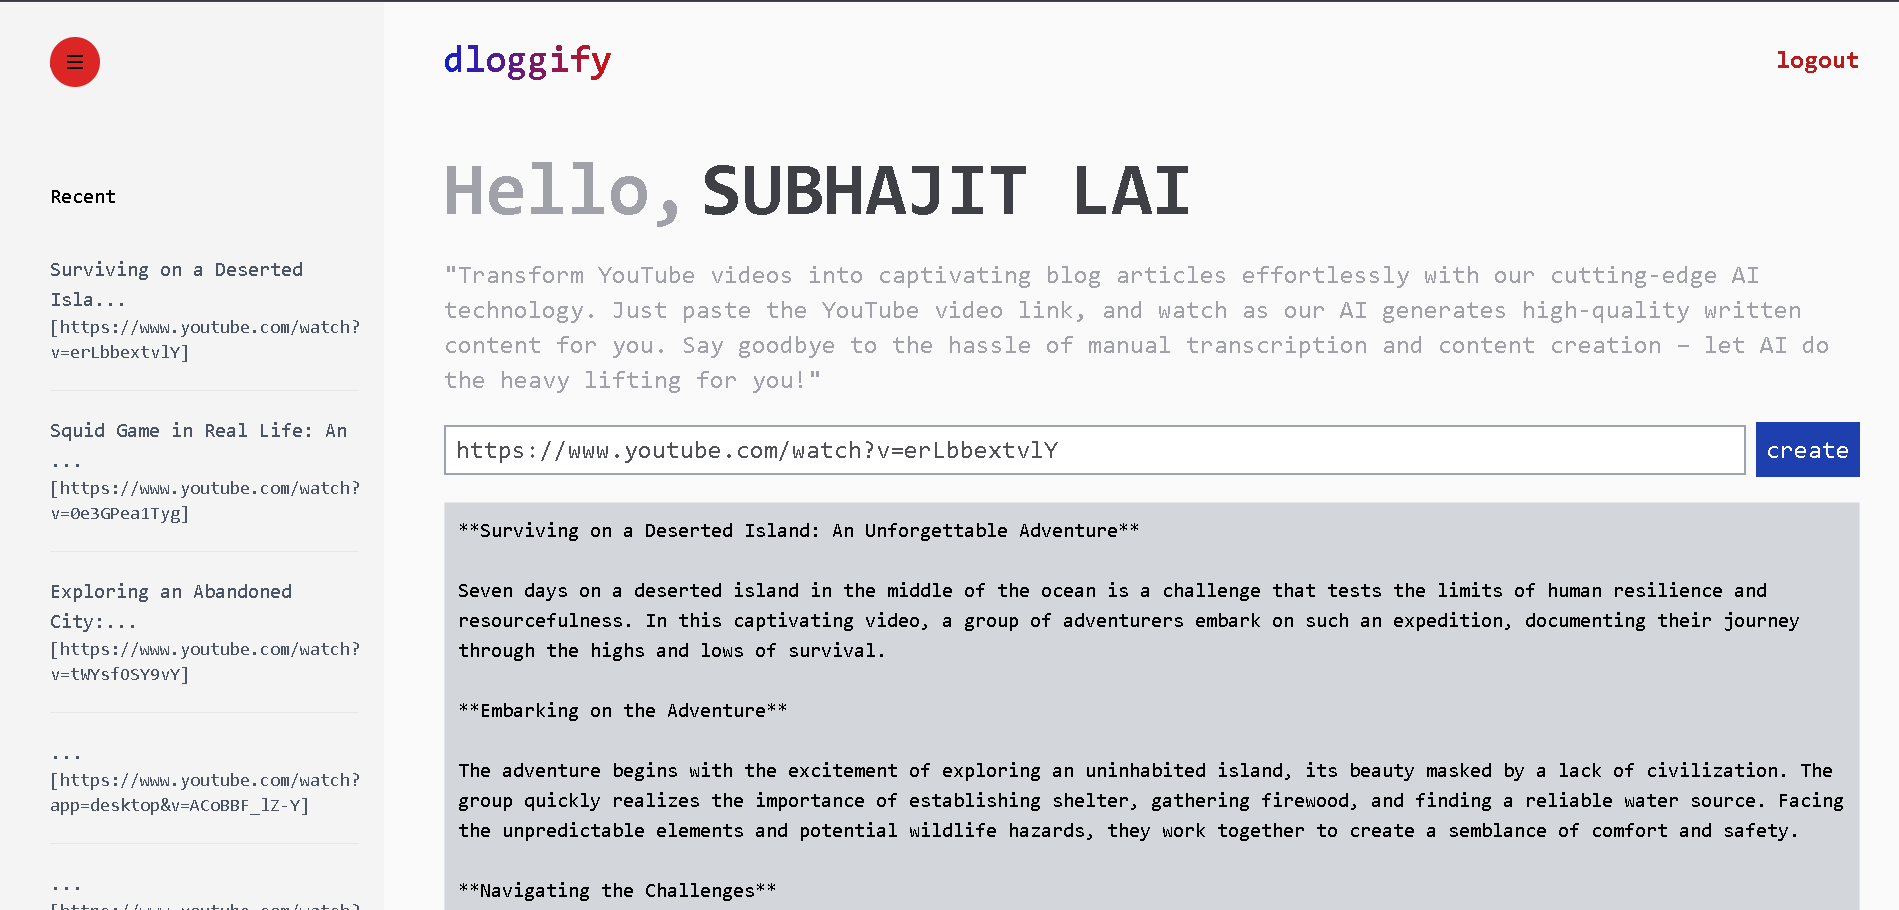 dloggify
logout
Recent
Surviving on a Deserted
Isla...
[https://www.youtube.com/watch?
v=erLbbextvlY]
Squid Game in Real Life: An
...
[https://www.youtube.com/watch?
v=0e3GPea1Tyg]
Exploring an Abandoned
City:...
[https://www.youtube.com/watch?
v=tWYsfOSY9vY]
...
[https://www.youtube.com/watch?
app=desktop&v=ACoBBF_lZ-Y]
...
[https://www.youtube.com/watch?
Hello, SUBHAJIT LAI
"Transform YouTube videos into captivating blog articles effortlessly with our cutting-edge AI
technology. Just paste the YouTube video link, and watch as our AI generates high-quality written
content for you. Say goodbye to the hassle of manual transcription and content creation – let AI do
the heavy lifting for you!"
https://www.youtube.com/watch?v=erLbbextvlY
create
**Surviving on a Deserted Island: An Unforgettable Adventure**
Seven days on a deserted island in the middle of the ocean is a challenge that tests the limits of human resilience and
resourcefulness. In this captivating video, a group of adventurers embark on such an expedition, documenting their journey
through the highs and lows of survival.
**Embarking on the Adventure**
The adventure begins with the excitement of exploring an uninhabited island, its beauty masked by a lack of civilization. The
group quickly realizes the importance of establishing shelter, gathering firewood, and finding a reliable water source. Facing
the unpredictable elements and potential wildlife hazards, they work together to create a semblance of comfort and safety.
**Navigating the Challenges**